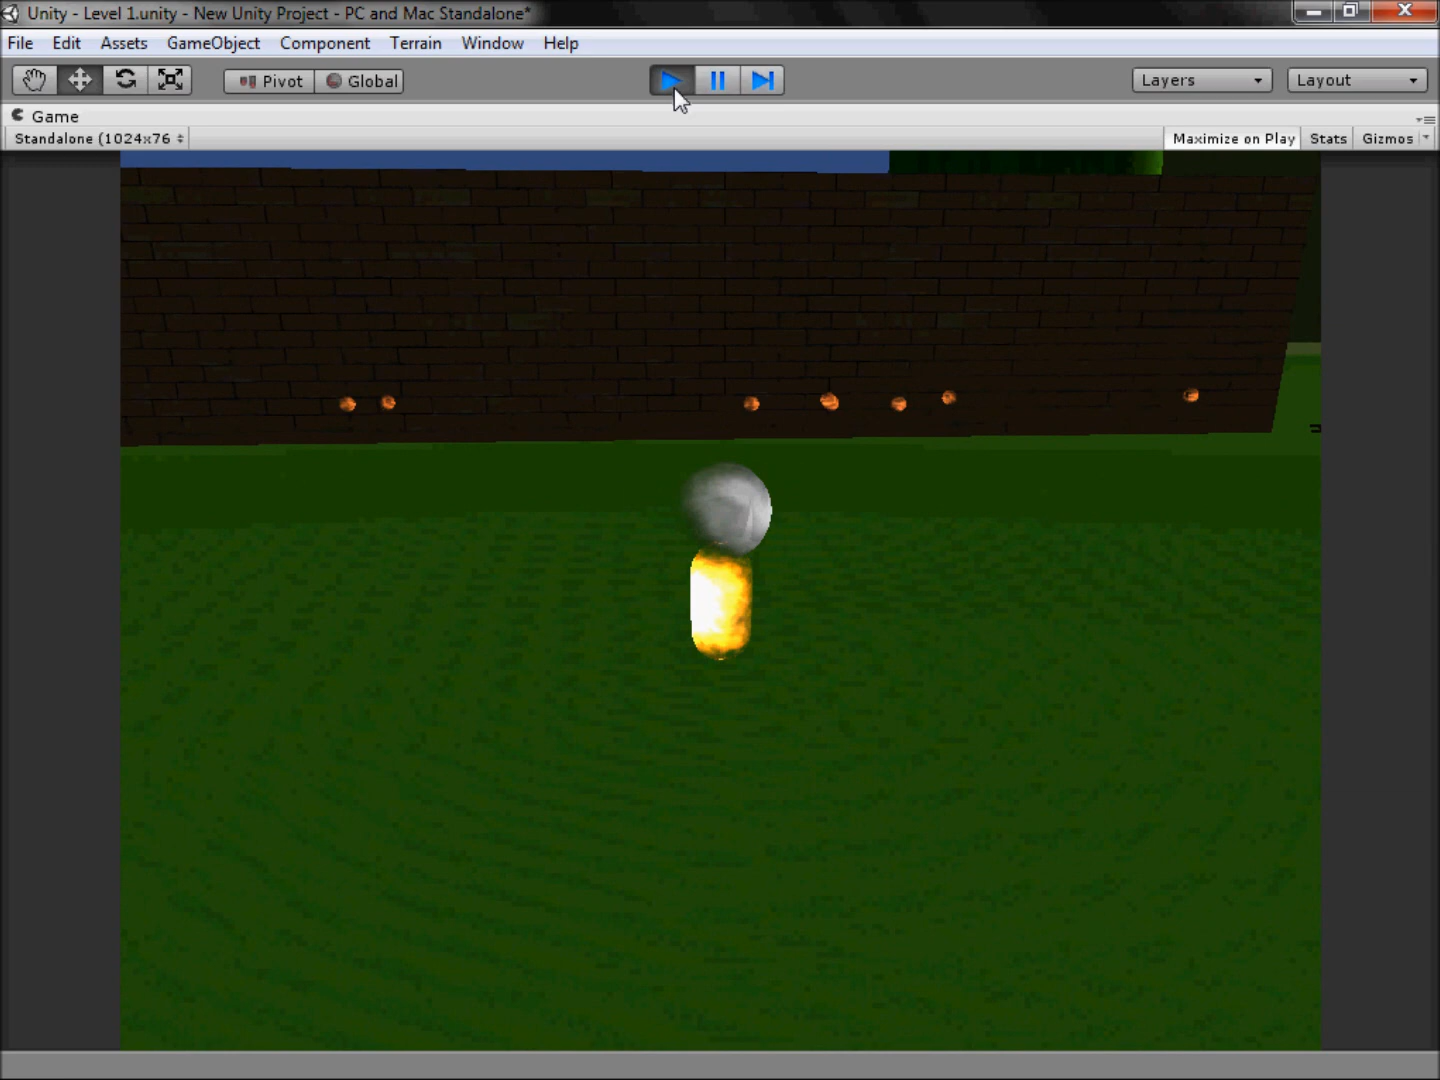 Unity - Level 1.unity - New Unity Project - PC and Mac Standalone*
File Edit Assets GameObject Component Terrain Window Help
Pivot Global Layers Layout
Game
Standalone (1024x76 Maximize on Play Stats Gizmos